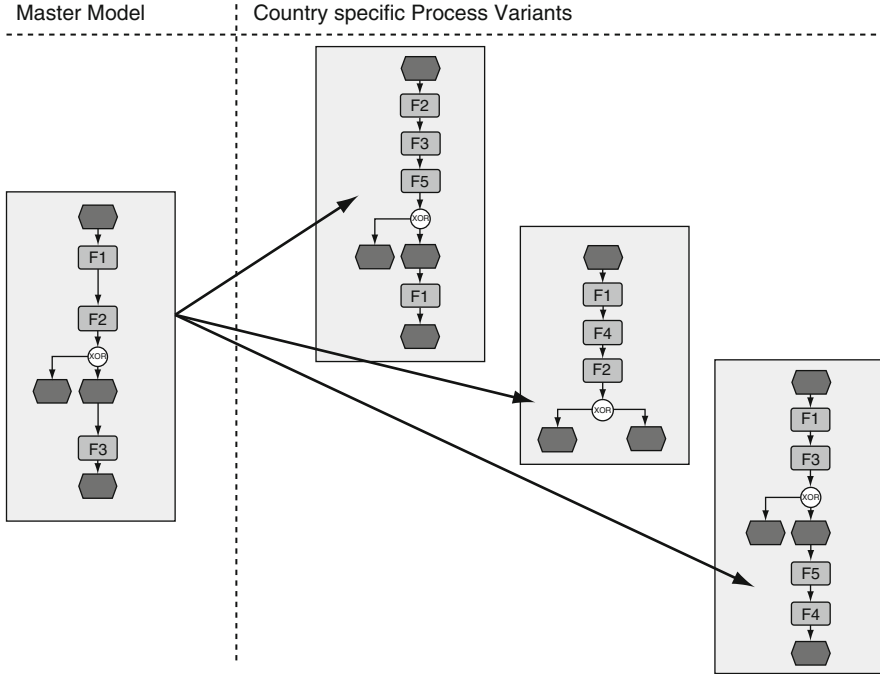 Master Model
Country specific Process Variants
F1
F2
XOR
F3
F2
F3
F5
XOR
F1
F1
F4
F2
XOR
F1
F3
XOR
F5
F4